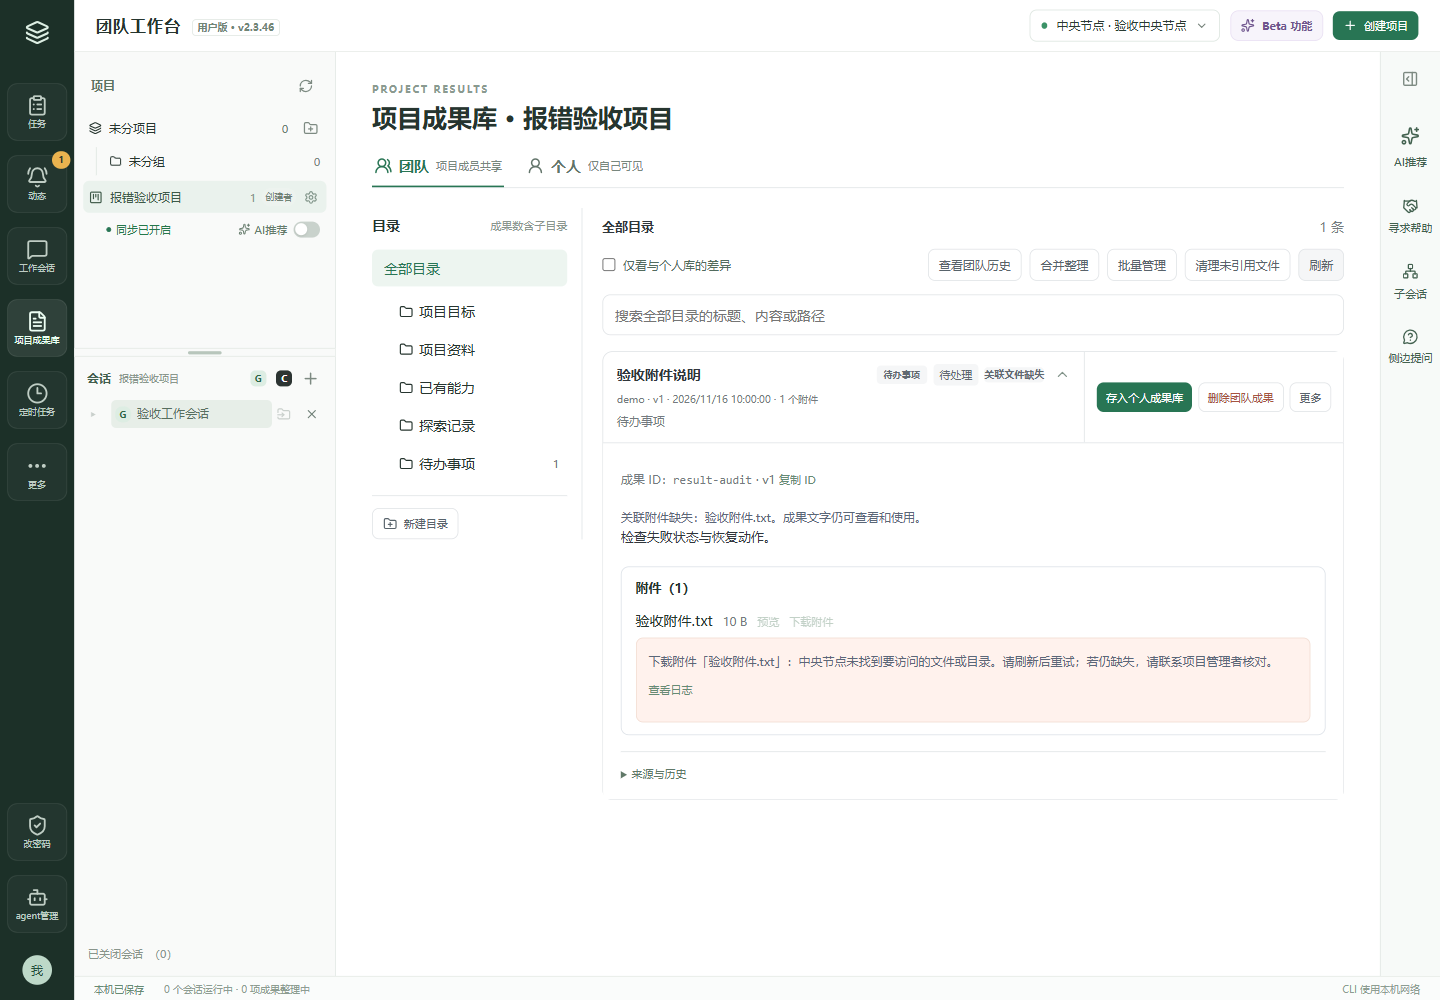 团队工作台
用户版 • v2.3.46
中央节点 · 验收中央节点
Beta 功能
创建项目
任务
1
动态
工作会话
项目成果库
定时任务
更多
改密码
agent管理
我
项目
未分项目 0
未分组 0
报错验收项目 1 创建者
同步已开启
AI推荐
会话 报错验收项目 G C
G 验收工作会话
已关闭会话 (0)
PROJECT RESULTS
项目成果库 • 报错验收项目
团队 项目成员共享
个人 仅自己可见
目录 成果数含子目录
全部目录
项目目标
项目资料
已有能力
探索记录
待办事项 1
新建目录
全部目录 1 条
仅看与个人库的差异
查看团队历史
合并整理
批量管理
清理未引用文件
刷新
搜索全部目录的标题、内容或路径
验收附件说明
待办事项
待处理
关联文件缺失
demo · v1 · 2026/11/16 10:00:00 · 1 个附件
待办事项
存入个人成果库
删除团队成果
更多
成果 ID: result-audit · v1 复制 ID
关联附件缺失：验收附件.txt。成果文字仍可查看和使用。
检查失败状态与恢复动作。
附件（1）
验收附件.txt 10 B 预览 下载附件
下载附件「验收附件.txt」：中央节点未找到要访问的文件或目录。请刷新后重试；若仍缺失，请联系项目管理者核对。
查看日志
来源与历史
AI推荐
寻求帮助
子会话
侧边提问
本机已保存
0 个会话运行中 · 0 项成果整理中
CLI 使用本机网络